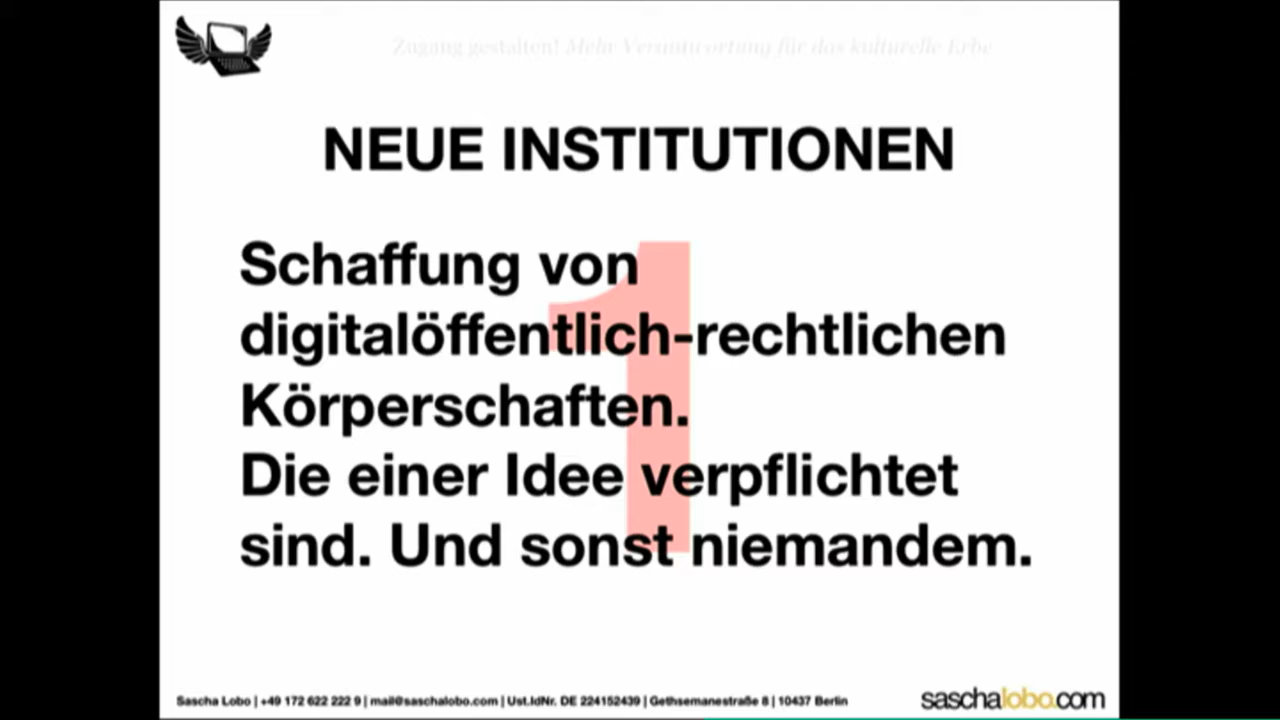 Zugang gestalten! Mehr Verantwortung für das kulturelle Erbe
NEUE INSTITUTIONEN
1
Schaffung von
digitalöffentlich-rechtlichen
Körperschaften.
Die einer Idee verpflichtet
sind. Und sonst niemandem.
Sascha Lobo | +49 172 622 222 9 | mail@saschalobo.com | Ust.IdNr. DE 224152439 | Gethsemanestraße 8 | 10437 Berlin
saschalobo.com